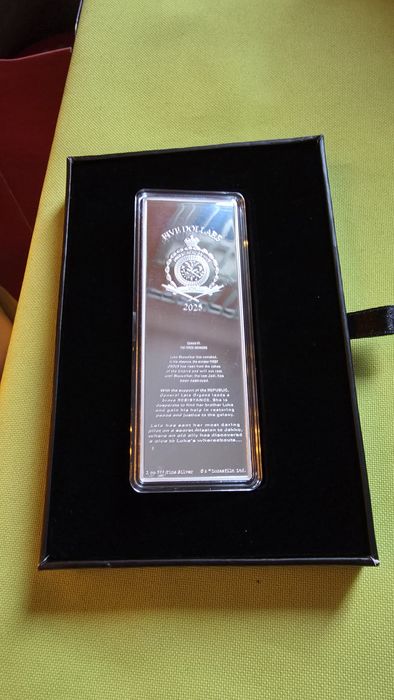 FIVE DOLLARS
2025
Episode VII
THE FORCE AWAKENS
Luke Skywalker has vanished.
In his absence, the sinister FIRST
ORDER has risen from the ashes
of the Empire and will not rest
until Skywalker, the last Jedi, has
been destroyed.
With the support of the REPUBLIC,
General Leia Organa leads a
brave RESISTANCE. She is
desperate to find her brother Luke
and gain his help in restoring
peace and justice to the galaxy.
Leia has sent her most daring
pilot on a secret mission to Jakku,
where an old ally has discovered
a clue to Luke's whereabouts....
1 oz 999 Fine Silver © & ™ Lucasfilm Ltd.